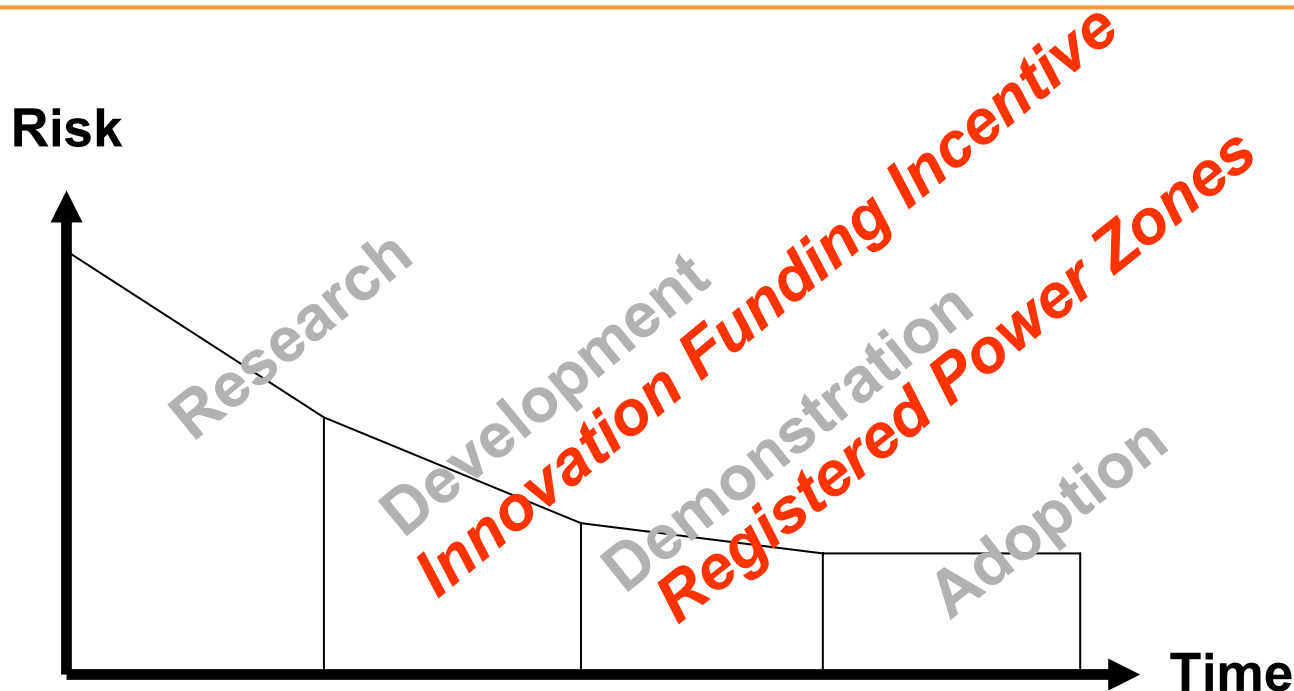 Risk
Research
Development
Innovation Funding Incentive
Demonstration
Registered Power Zones
Adoption
Time